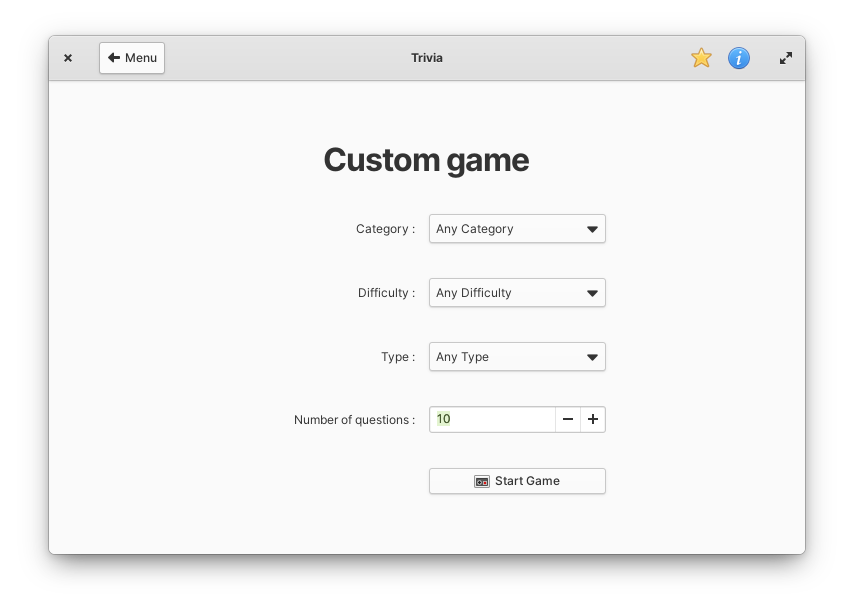 Menu
Trivia
Custom game
Category :
Any Category
Difficulty :
Any Difficulty
Type :
Any Type
Number of questions :
10
Start Game